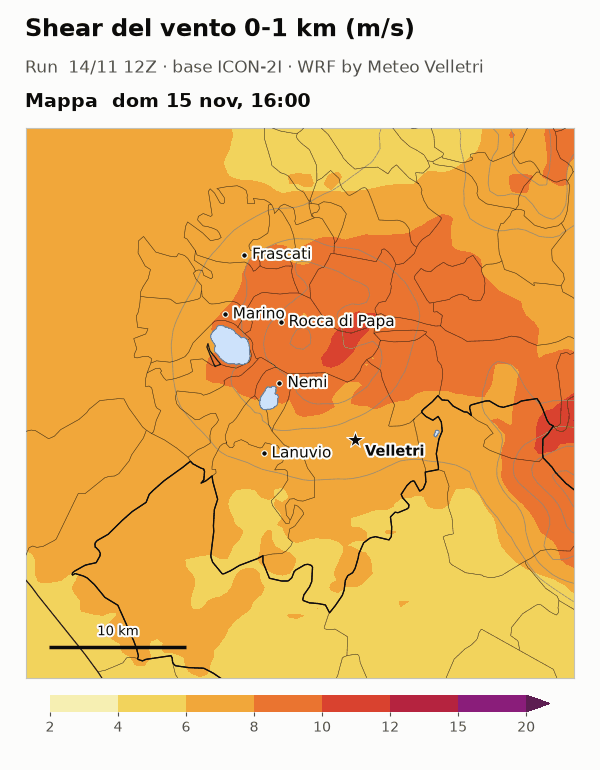 Shear del vento 0-1 km (m/s)
Run  14/11 12Z · base ICON-2I · WRF by Meteo Velletri
Mappa  dom 15 nov, 16:00
Frascati
Marino
Rocca di Papa
Nemi
Velletri
Lanuvio
10 km
2 4 6 8 10 12 15 20